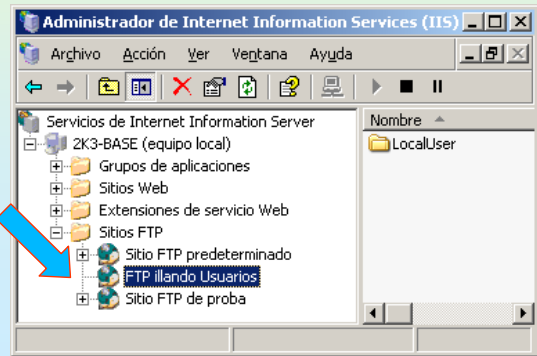 Administrador de Internet Information Services (IIS)
Archivo Acción Ver Ventana Ayuda
Servicios de Internet Information Server
2K3-BASE (equipo local)
Grupos de aplicaciones
Sitios Web
Extensiones de servicio Web
Sitios FTP
Sitio FTP predeterminado
FTP illando Usuarios
Sitio FTP de proba
Nombre
LocalUser